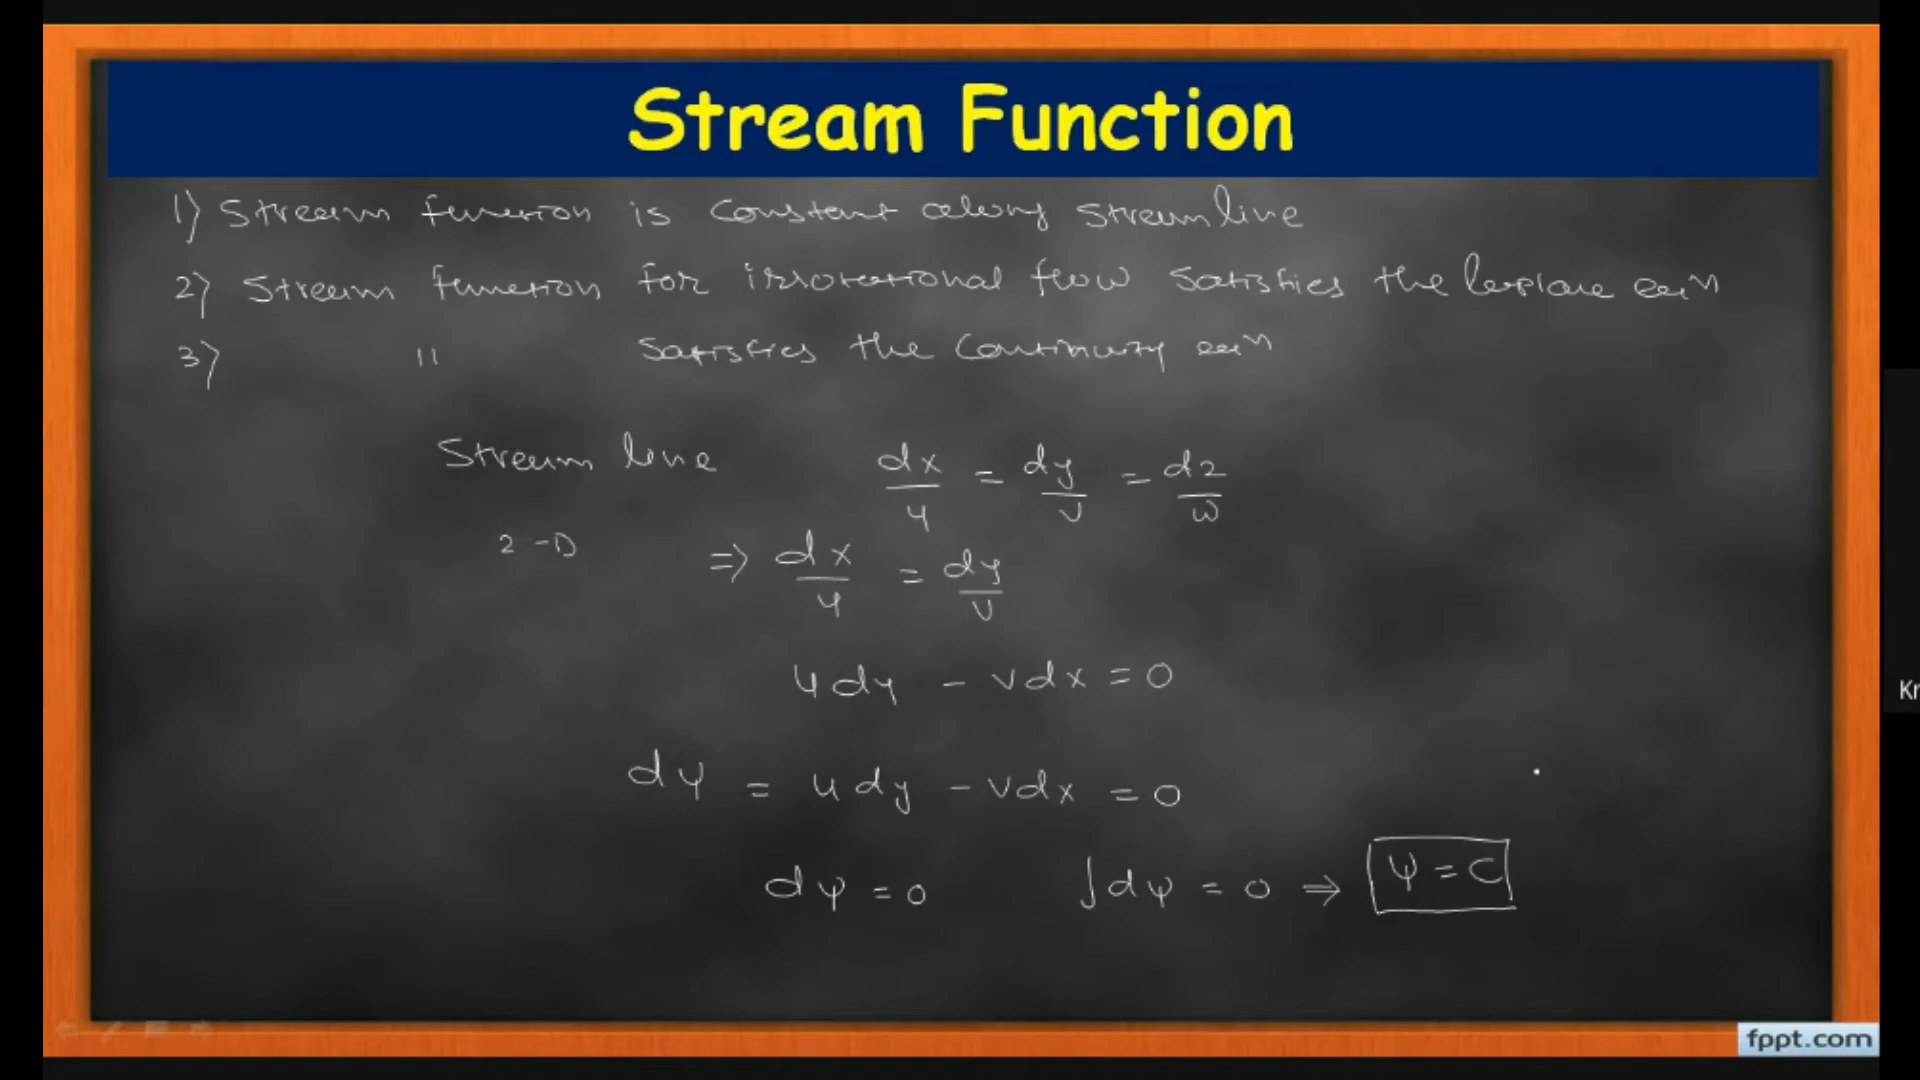 Stream Function
1) Stream function is constant along streamline
2) Stream function for irrotational flow satisfies the laplace eqn
3) 11 satisfies the continuity eqn
Stream line dx/u = dy/v = dz/w
2-D ⇒ dx/u = dy/v
udy - vdx = 0
dψ = udy - vdx = 0
dψ = 0 ∫dψ = 0 ⇒ ψ = C
Kr
fppt.com